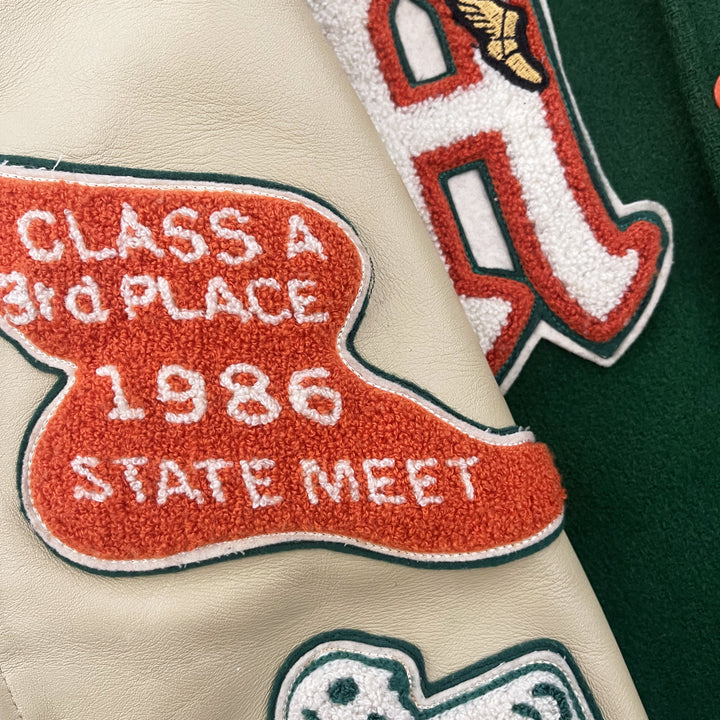 CLASS A
3rd PLACE
1986
STATE MEET